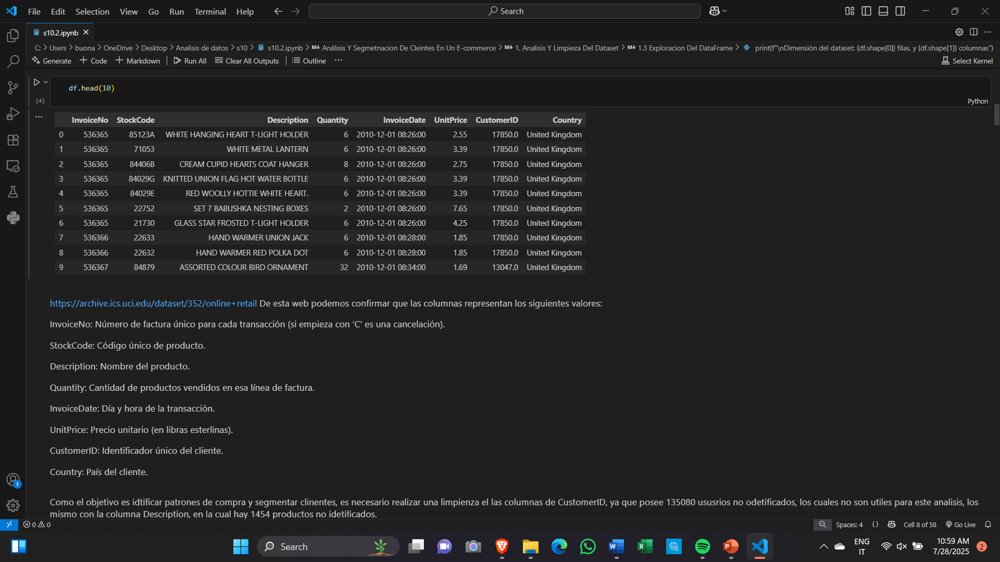 File Edit Selection View Go Run Terminal Help Search
s10.2.ipynb
C: > Users > buona > OneDrive > Desktop > Analisis de datos > s10 > s10.2.ipynb > M↓ Análisis Y Segmetnacion De Cleintes En Un E-commerce > M↓ 1. Analisis Y Limpieza Del Dataset > M↓ 1.3 Exploracion Del DataFrame > print(f"\nDimensión del dataset: {df.shape[0]} filas, y {df.shape[1]} columnas")
Generate + Code + Markdown | Run All Clear All Outputs | Outline ... Select Kernel
df.head(10)
[4] Python
InvoiceNo StockCode Description Quantity InvoiceDate UnitPrice CustomerID Country
0 536365 85123A WHITE HANGING HEART T-LIGHT HOLDER 6 2010-12-01 08:26:00 2.55 17850.0 United Kingdom
1 536365 71053 WHITE METAL LANTERN 6 2010-12-01 08:26:00 3.39 17850.0 United Kingdom
2 536365 84406B CREAM CUPID HEARTS COAT HANGER 8 2010-12-01 08:26:00 2.75 17850.0 United Kingdom
3 536365 84029G KNITTED UNION FLAG HOT WATER BOTTLE 6 2010-12-01 08:26:00 3.39 17850.0 United Kingdom
4 536365 84029E RED WOOLLY HOTTIE WHITE HEART. 6 2010-12-01 08:26:00 3.39 17850.0 United Kingdom
5 536365 22752 SET 7 BABUSHKA NESTING BOXES 2 2010-12-01 08:26:00 7.65 17850.0 United Kingdom
6 536365 21730 GLASS STAR FROSTED T-LIGHT HOLDER 6 2010-12-01 08:26:00 4.25 17850.0 United Kingdom
7 536366 22633 HAND WARMER UNION JACK 6 2010-12-01 08:28:00 1.85 17850.0 United Kingdom
8 536366 22632 HAND WARMER RED POLKA DOT 6 2010-12-01 08:28:00 1.85 17850.0 United Kingdom
9 536367 84879 ASSORTED COLOUR BIRD ORNAMENT 32 2010-12-01 08:34:00 1.69 13047.0 United Kingdom
https://archive.ics.uci.edu/dataset/352/online+retail De esta web podemos confirmar que las columnas representan los siguientes valores:
InvoiceNo: Número de factura único para cada transacción (si empieza con ‘C’ es una cancelación).
StockCode: Código único de producto.
Description: Nombre del producto.
Quantity: Cantidad de productos vendidos en esa línea de factura.
InvoiceDate: Día y hora de la transacción.
UnitPrice: Precio unitario (en libras esterlinas).
CustomerID: Identificador único del cliente.
Country: País del cliente.
Como el objetivo es idtificar patrones de compra y segmentar clinentes, es necesario realizar una limpienza el las columnas de CustomerID, ya que posee 135080 ususrios no odetificados, los cuales no son utiles para este analisis, los
mismo con la columna Description, en la cual hay 1454 productos no idetificados.
0 0 Spaces: 4 {} Cell 8 of 58 Go Live
Search ENG 10:59 AM
IT 7/28/2025 2
1